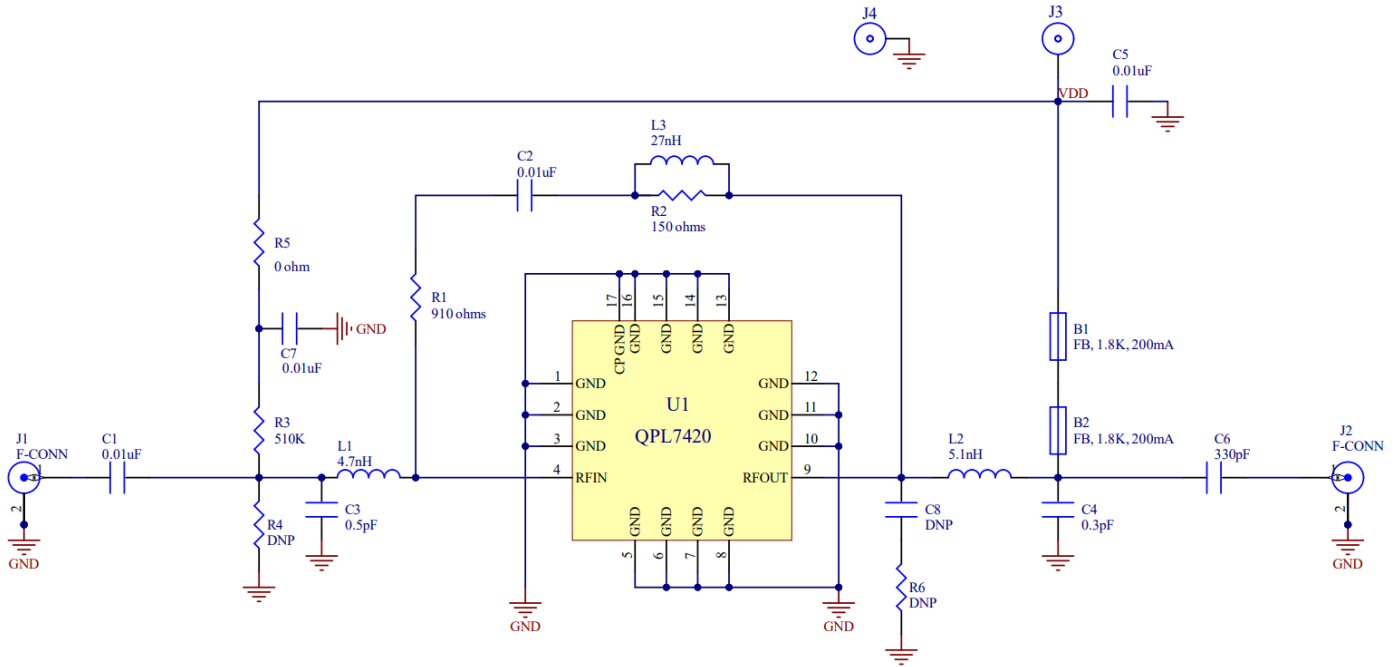 J4
J3
C5
0.01uF
VDD
L3
27nH
C2
0.01uF
R2
150 ohms
R5
0 ohm
R1
910 ohms
C7
0.01uF
GND
17
16
15
14
13
CP GND
GND
GND
GND
GND
B1
FB, 1.8K, 200mA
1
GND
2
GND
3
GND
4
RFIN
U1
QPL7420
GND
12
GND
11
GND
10
RFOUT
9
R3
510K
B2
FB, 1.8K, 200mA
J1
F-CONN
1
2
GND
C1
0.01uF
L1
4.7nH
R4
DNP
C3
0.5pF
GND
GND
GND
GND
5
6
7
8
GND
GND
L2
5.1nH
C8
DNP
R6
DNP
C4
0.3pF
C6
330pF
J2
F-CONN
1
2
GND